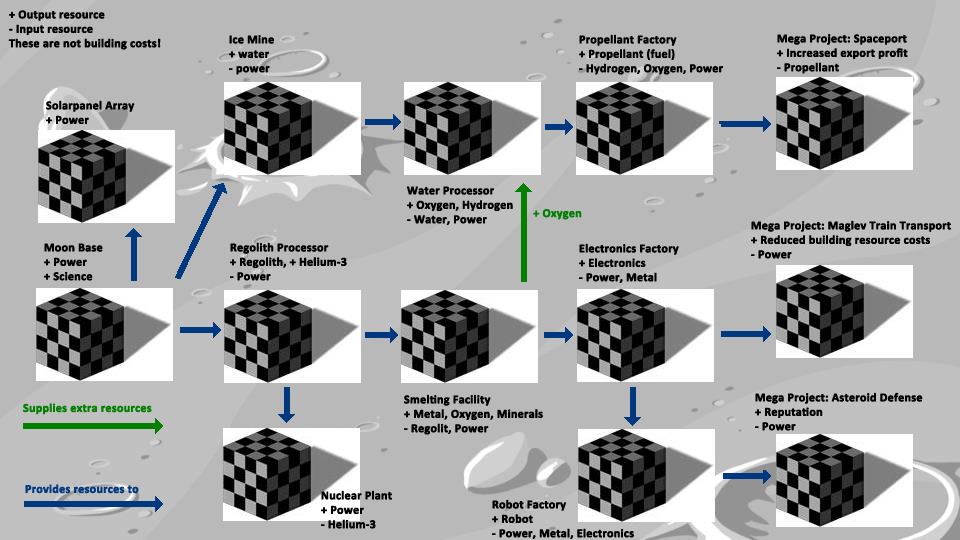 + Output resource
- Input resource
These are not building costs!
Ice Mine
+ water
- power
Propellant Factory
+ Propellant (fuel)
- Hydrogen, Oxygen, Power
Mega Project: Spaceport
+ Increased export profit
- Propellant
Solarpanel Array
+ Power
Water Processor
+ Oxygen, Hydrogen
- Water, Power
+ Oxygen
Moon Base
+ Power
+ Science
Regolith Processor
+ Regolith, + Helium-3
- Power
Electronics Factory
+ Electronics
- Power, Metal
Mega Project: Maglev Train Transport
+ Reduced building resource costs
- Power
Supplies extra resources
Smelting Facility
+ Metal, Oxygen, Minerals
- Regolit, Power
Mega Project: Asteroid Defense
+ Reputation
- Power
Provides resources to
Nuclear Plant
+ Power
- Helium-3
Robot Factory
+ Robot
- Power, Metal, Electronics